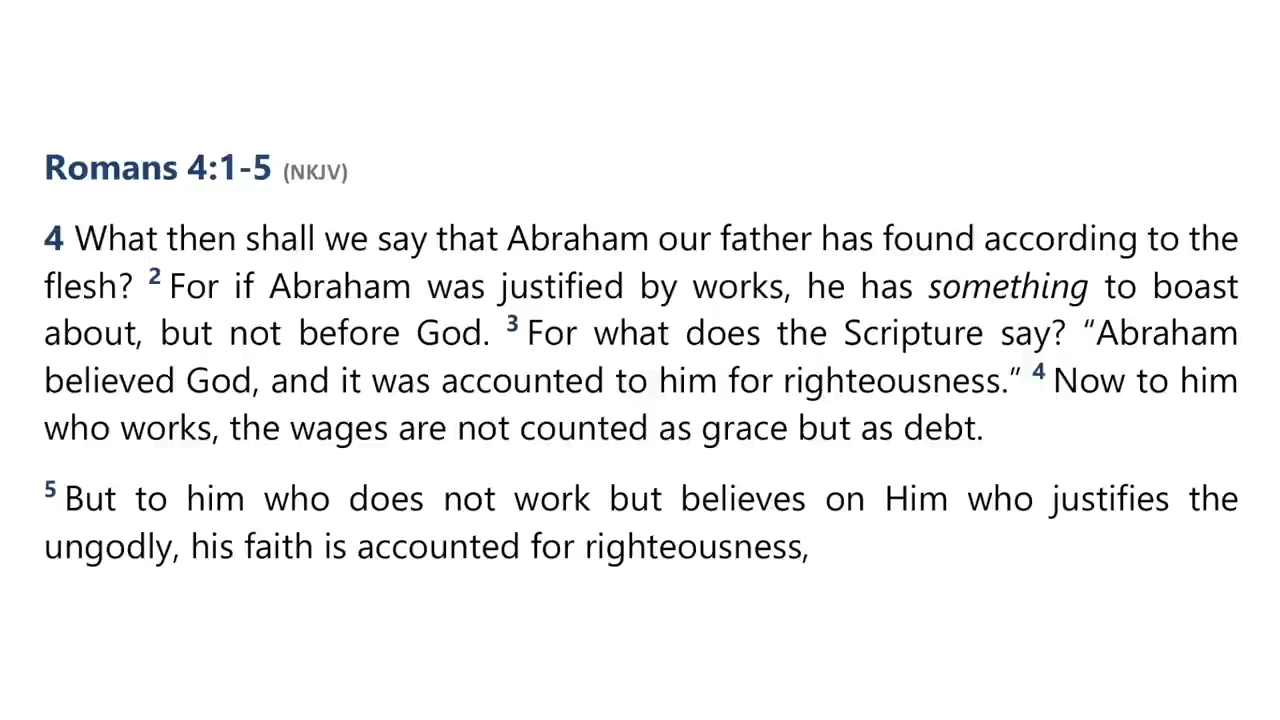 Romans 4:1-5 (NKJV)
4 What then shall we say that Abraham our father has found according to the
flesh? 2 For if Abraham was justified by works, he has something to boast
about, but not before God. 3 For what does the Scripture say? “Abraham
believed God, and it was accounted to him for righteousness.” 4 Now to him
who works, the wages are not counted as grace but as debt.
5 But to him who does not work but believes on Him who justifies the
ungodly, his faith is accounted for righteousness,